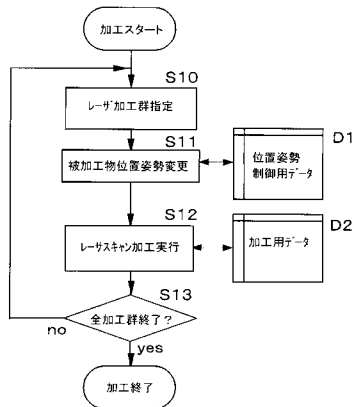 加工スタート
S10
レーザ加工群指定
S11
被加工物位置姿勢変更
D1
位置姿勢
制御用データ
S12
レーザスキャン加工実行
D2
加工用データ
S13
全加工群終了?
no
yes
加工終了